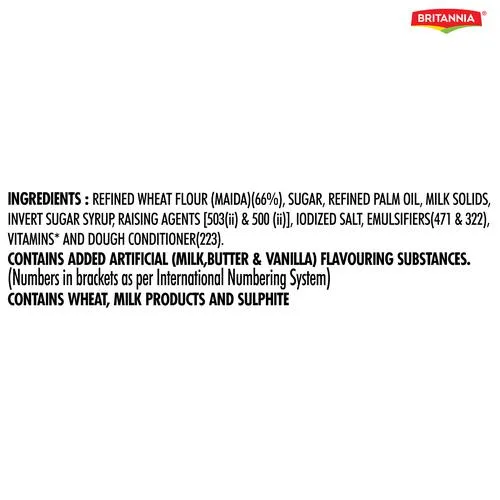 BRITANNIA
INGREDIENTS : REFINED WHEAT FLOUR (MAIDA)(66%), SUGAR, REFINED PALM OIL, MILK SOLIDS,
INVERT SUGAR SYRUP, RAISING AGENTS [503(ii) & 500 (ii)], IODIZED SALT, EMULSIFIERS(471 & 322),
VITAMINS* AND DOUGH CONDITIONER(223).
CONTAINS ADDED ARTIFICIAL (MILK,BUTTER & VANILLA) FLAVOURING SUBSTANCES.
(Numbers in brackets as per International Numbering System)
CONTAINS WHEAT, MILK PRODUCTS AND SULPHITE